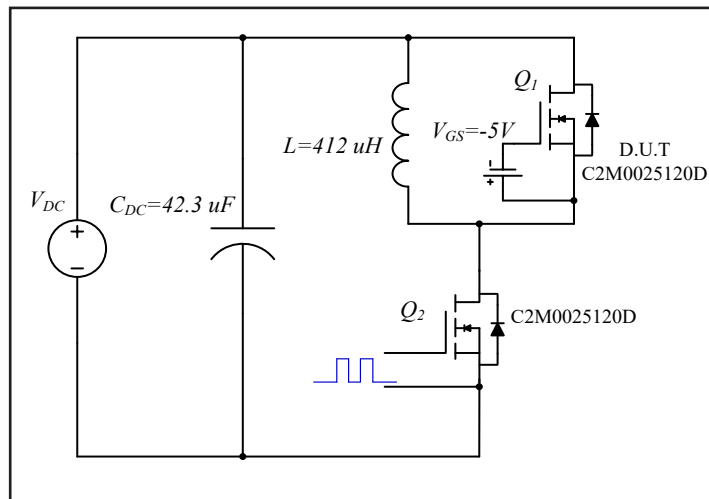 Q1
VGS=-5V
L=412 uH
D.U.T
C2M0025120D
VDC
CDC=42.3 uF
Q2
C2M0025120D